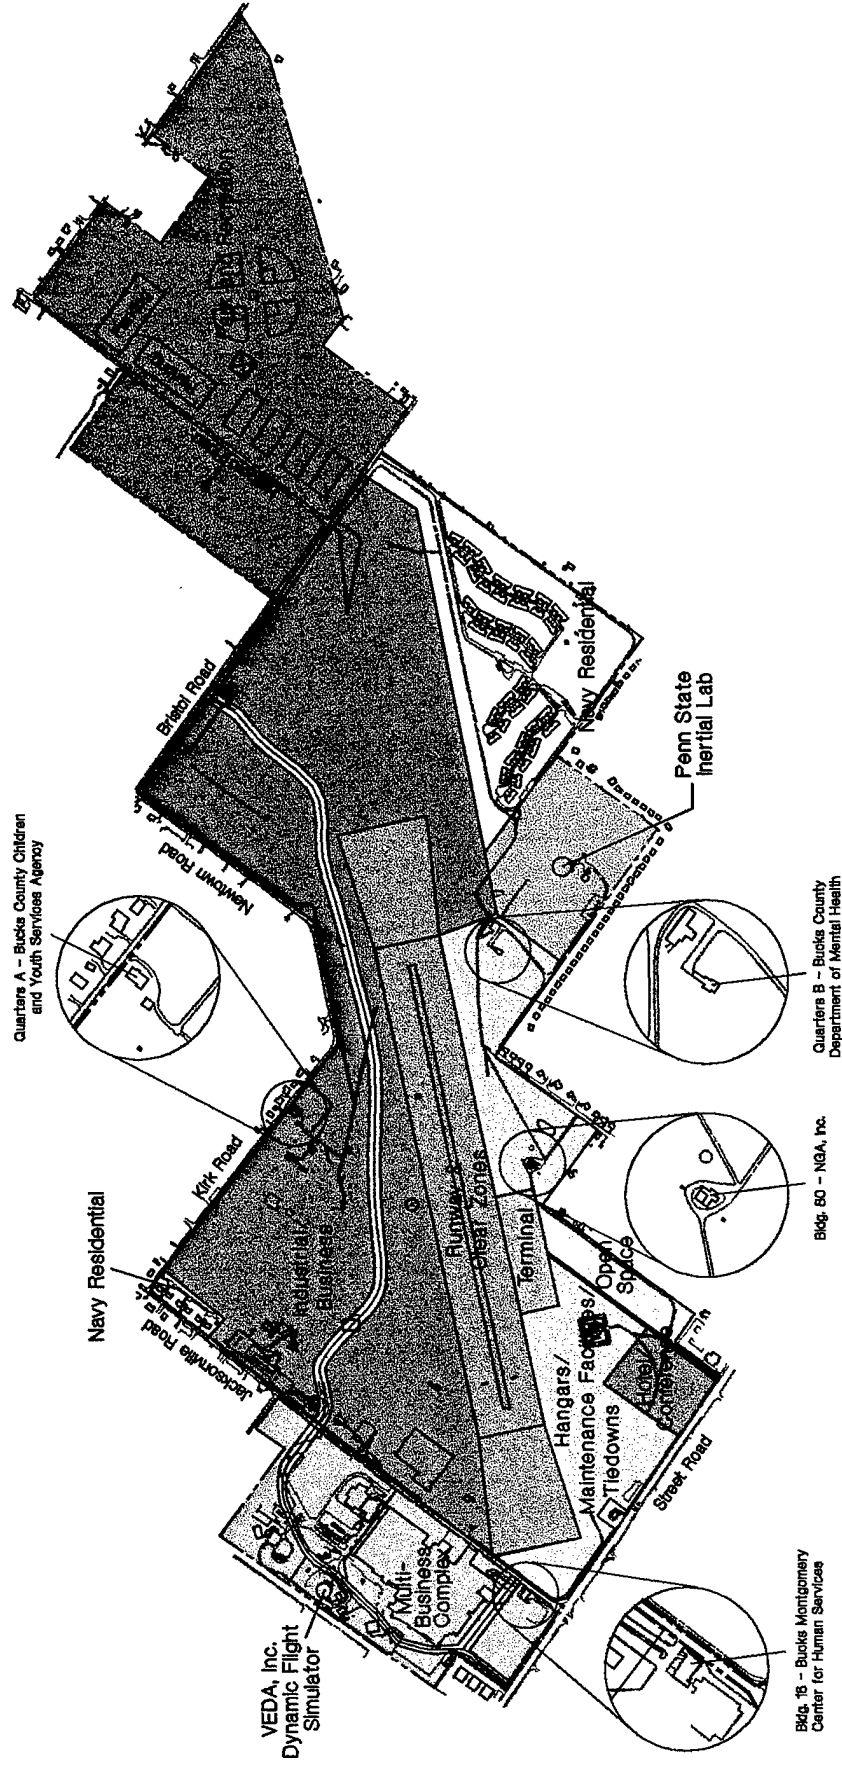 Recreation
Bristol Road
Newtown Road
Navy Residential
Penn State
Inertial Lab
Quarters A - Bucks County Children
and Youth Services Agency
Quarters B - Bucks County
Department of Mental Health
Kirk Road
Navy Residential
Jacksonville Road
Industrial/
Business
Runway &
Clear Zones
Terminal
Open
Space
Bldg. 80 - NGA, Inc.
Hangars/
Maintenance Facilities/
Tiedowns
Hotel/
Conference
Street Road
Multi-
Business
Complex
VEDA, Inc.
Dynamic Flight
Simulator
Bldg. 16 - Bucks Montgomery
Center for Human Services